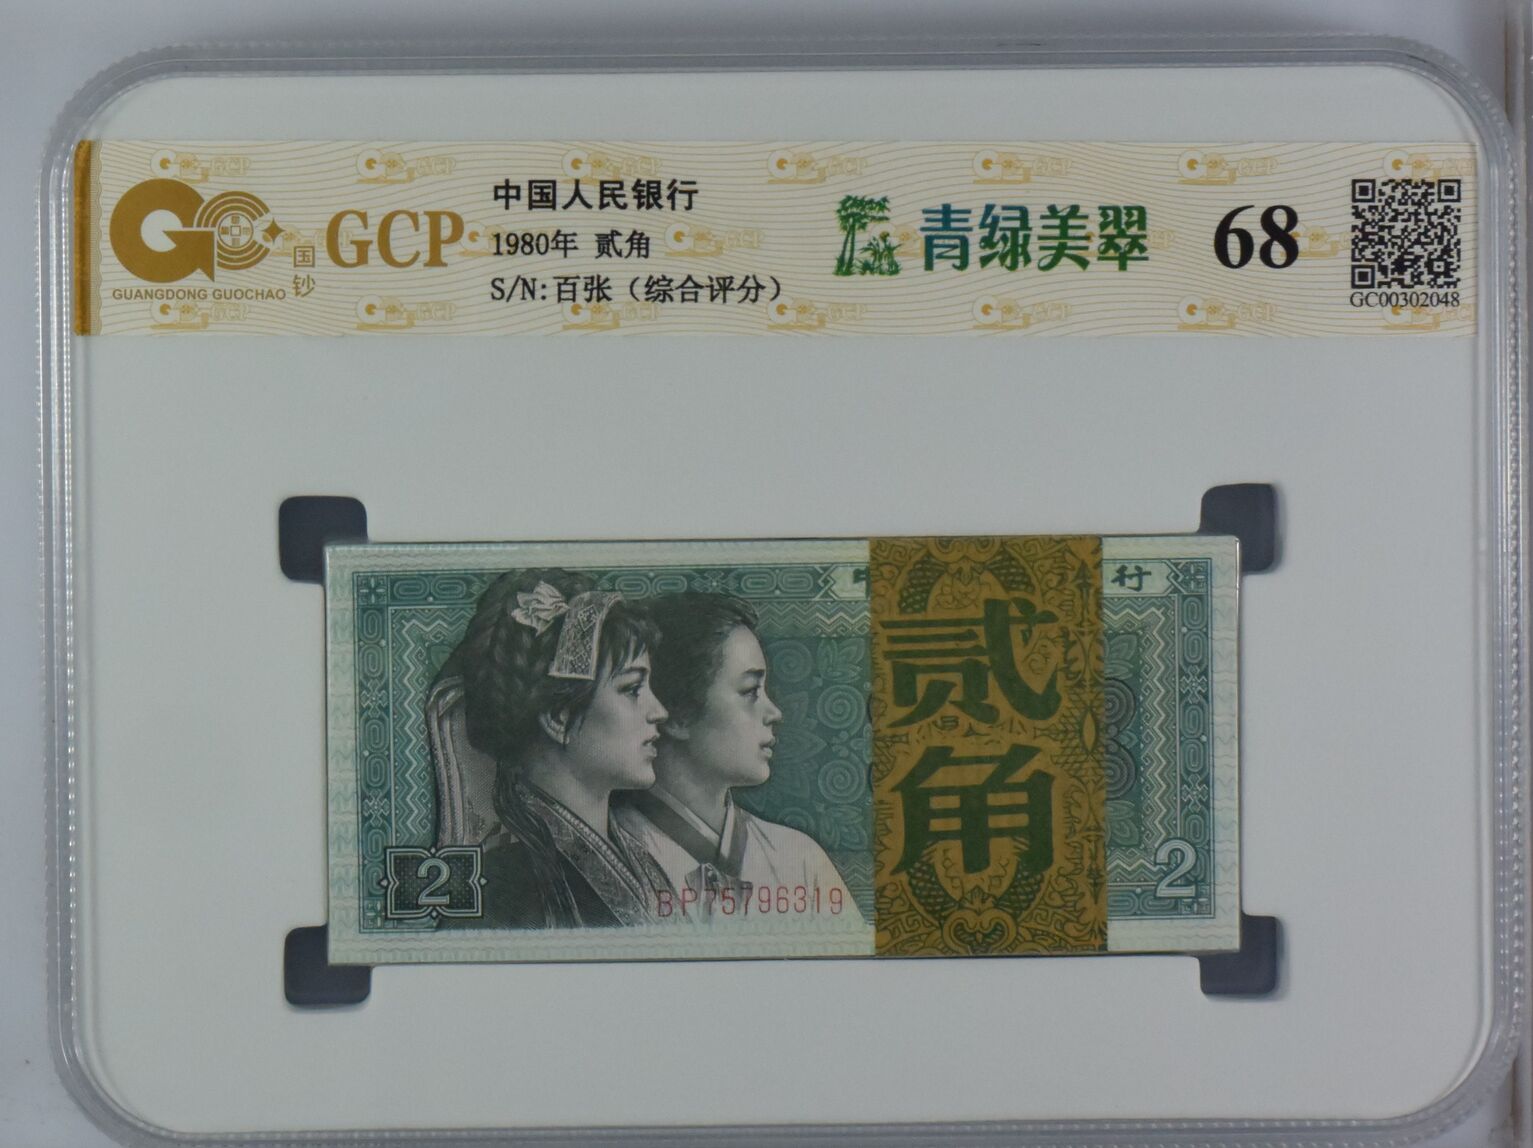 GC
GUANGDONG GUOCHAO
国钞
GCP
中国人民银行
1980年 贰角
S/N:百张（综合评分）
青绿美翠
68
GC00302048
中
行
贰角
2
BP75796319
2